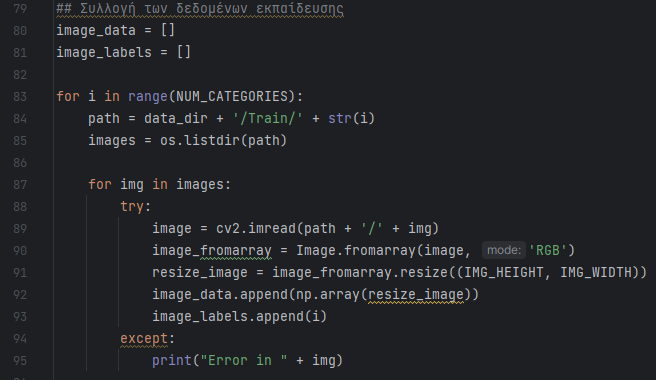 79 ## Συλλογή των δεδομένων εκπαίδευσης
80 image_data = []
81 image_labels = []
82
83 for i in range(NUM_CATEGORIES):
84 path = data_dir + '/Train/' + str(i)
85 images = os.listdir(path)
86
87 for img in images:
88 try:
89 image = cv2.imread(path + '/' + img)
90 image_fromarray = Image.fromarray(image, mode: 'RGB')
91 resize_image = image_fromarray.resize((IMG_HEIGHT, IMG_WIDTH))
92 image_data.append(np.array(resize_image))
93 image_labels.append(i)
94 except:
95 print("Error in " + img)